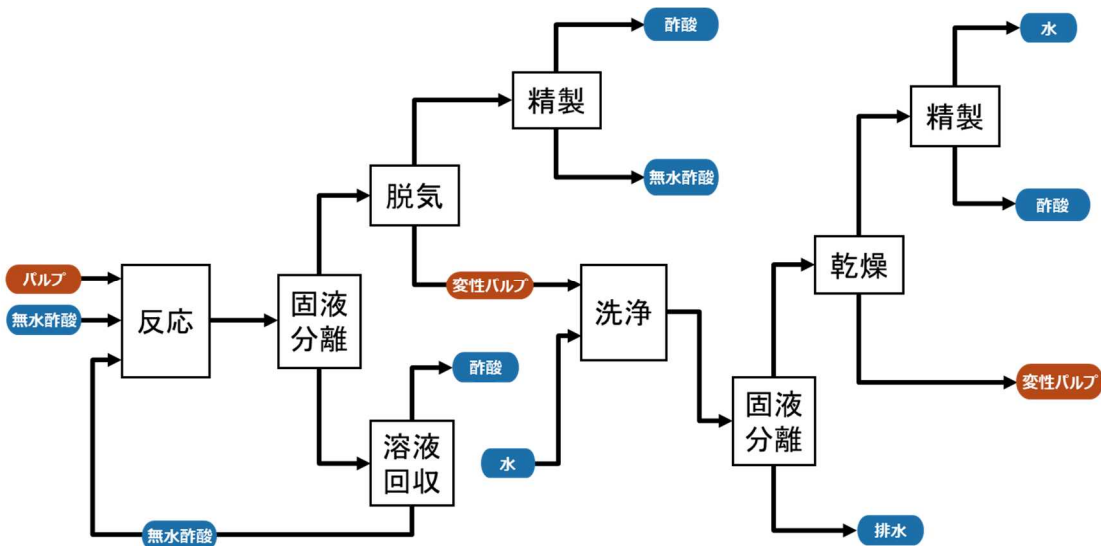 酢酸
水
精製
精製
無水酢酸
脱気
酢酸
乾燥
パルプ
無水酢酸
反応
固液
分離
変性パルプ
洗浄
酢酸
変性パルプ
溶液
回収
水
固液
分離
無水酢酸
排水